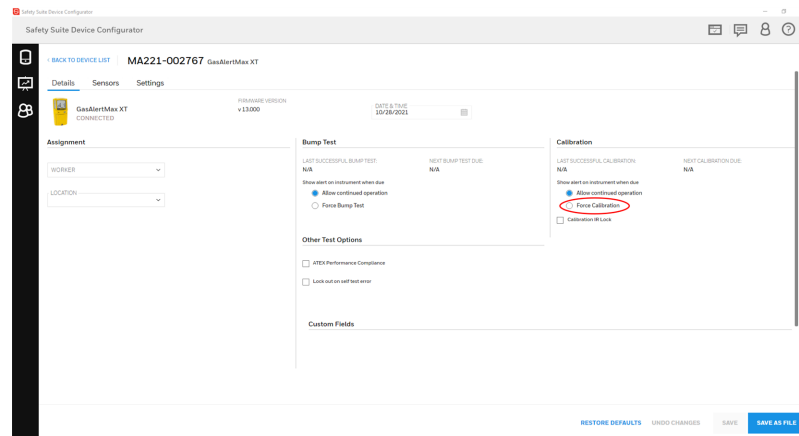 Safety Suite Device Configurator
Safety Suite Device Configurator
< BACK TO DEVICE LIST MA221-002767 GasAlertMax XT
Details Sensors Settings
GasAlertMax XT
CONNECTED
FIRMWARE VERSION
v 13.000
DATE & TIME
10/28/2021
Assignment
WORKER
LOCATION
Bump Test
LAST SUCCESSFUL BUMP TEST: NEXT BUMP TEST DUE:
N/A N/A
Show alert on instrument when due
Allow continued operation
Force Bump Test
Other Test Options
ATEX Performance Compliance
Lock out on self test error
Custom Fields
Calibration
LAST SUCCESSFUL CALIBRATION: NEXT CALIBRATION DUE:
N/A N/A
Show alert on instrument when due
Allow continued operation
Force Calibration
Calibration IR Lock
RESTORE DEFAULTS UNDO CHANGES SAVE SAVE AS FILE